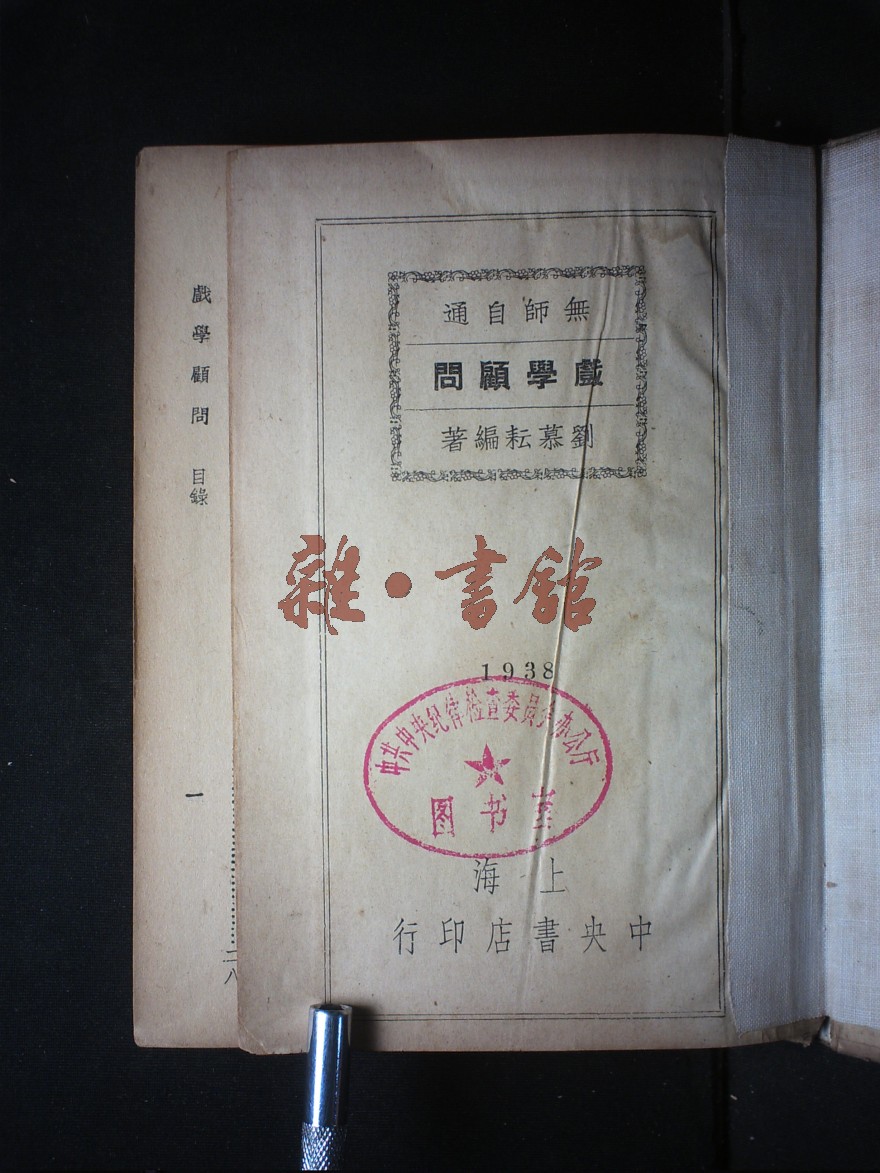 無師自通
戲學顧問
劉慕耘編著
雜·書館
1938
中共中央纪律检查委员会办公厅
图书室
上海
中央書店印行
戲學顧問 目錄
一
二八